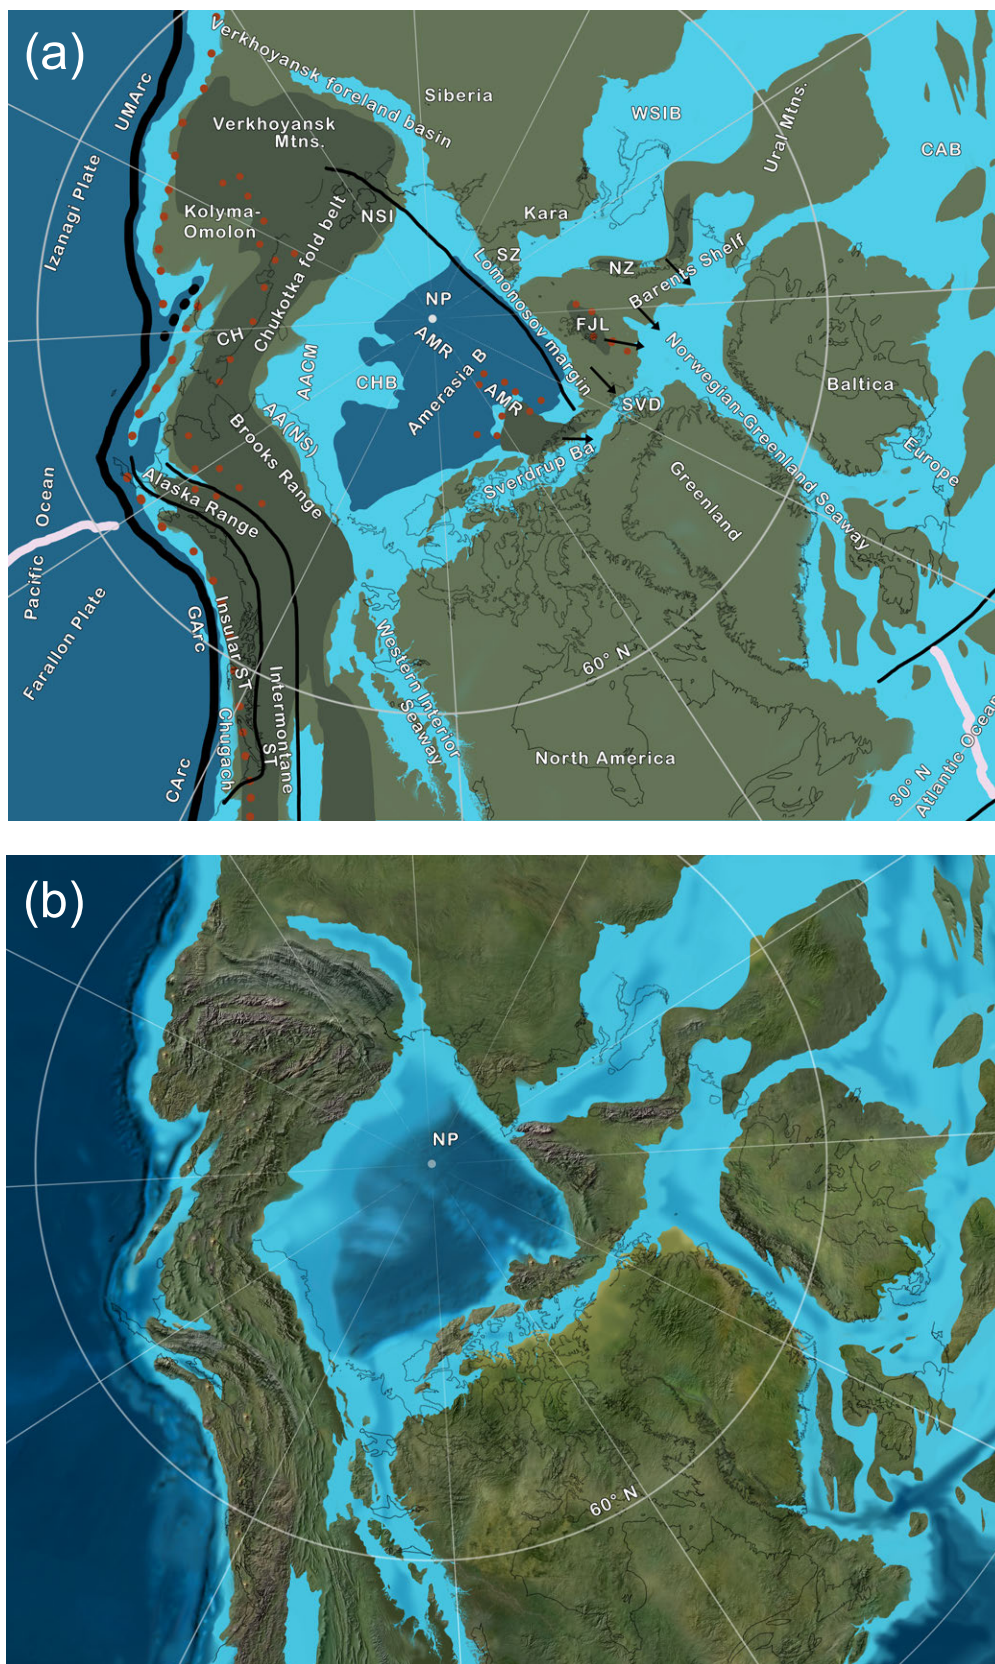 (a)
Verkhoyansk foreland basin
UMArc
Siberia
WSIB
Ural Mtns.
CAB
Verkhoyansk
Mtns.
Izanagi Plate
Kolyma-
Omolon
NSI
Kara
SZ
NZ
Barents Shelf
Chukotka fold belt
Lomonosov margin
NP
FJL
CH
AMR
Norwegian-Greenland Seaway
AACM
CHB
Amerasia B
AMR
SVD
Baltica
AA(NS)
Brooks Range
Europe
Sverdrup Ba
Greenland
Alaska Range
Pacific Ocean
Farallon Plate
GArc
Insular ST
Intermontane
ST
Chugach
CArc
Western Interior
Seaway
60° N
North America
30° N
Atlantic Ocean
(b)
NP
60° N